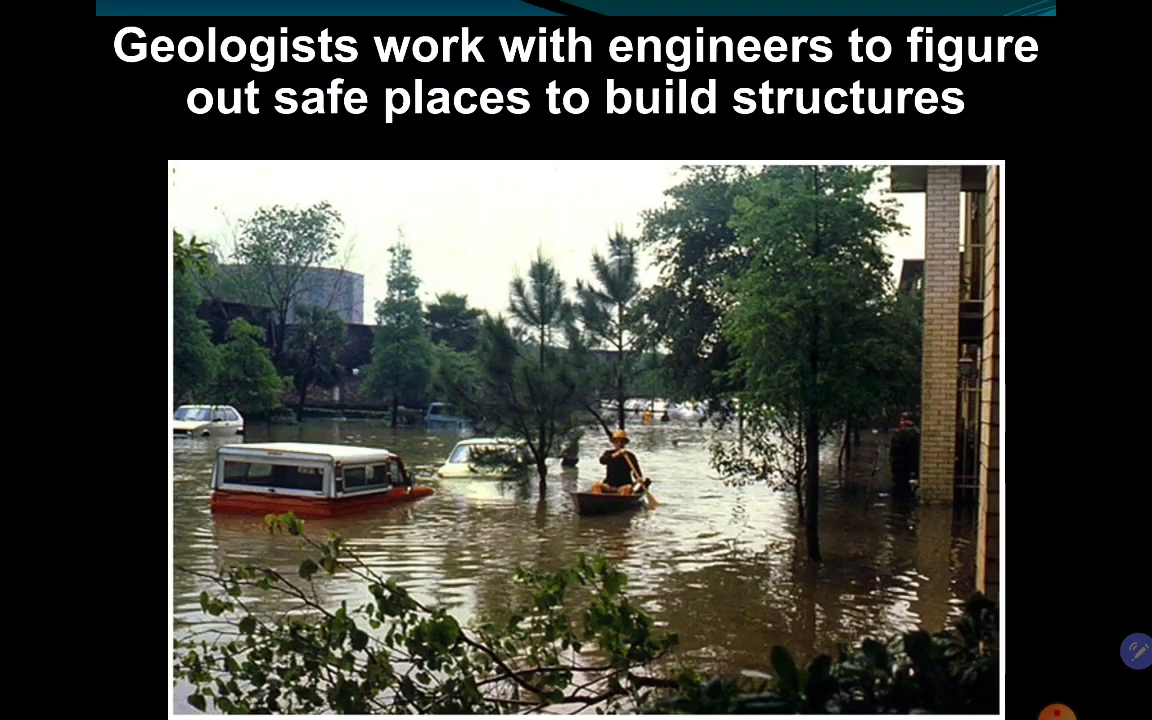 Geologists work with engineers to figure
out safe places to build structures